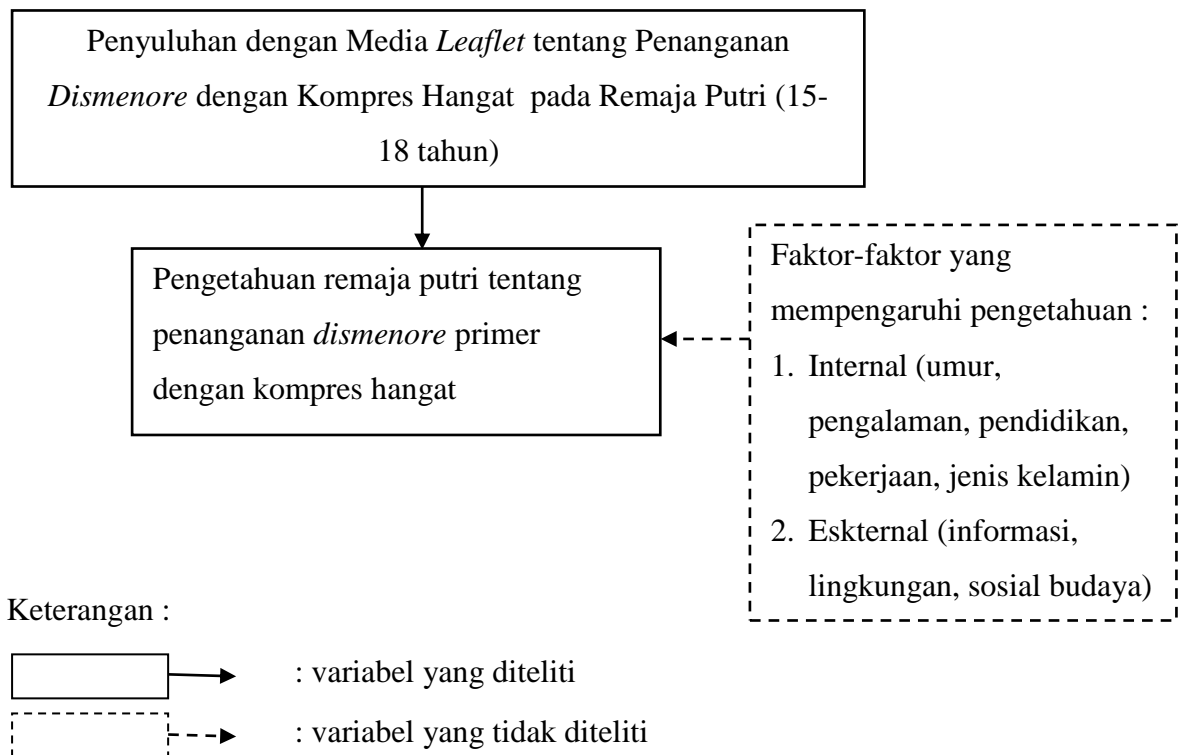 Penyuluhan dengan Media Leaflet tentang Penanganan
Dismenore dengan Kompres Hangat pada Remaja Putri (15-
18 tahun)
Pengetahuan remaja putri tentang
penanganan dismenore primer
dengan kompres hangat
Faktor-faktor yang
mempengaruhi pengetahuan :
1. Internal (umur,
pengalaman, pendidikan,
pekerjaan, jenis kelamin)
2. Eskternal (informasi,
lingkungan, sosial budaya)
Keterangan :
: variabel yang diteliti
: variabel yang tidak diteliti